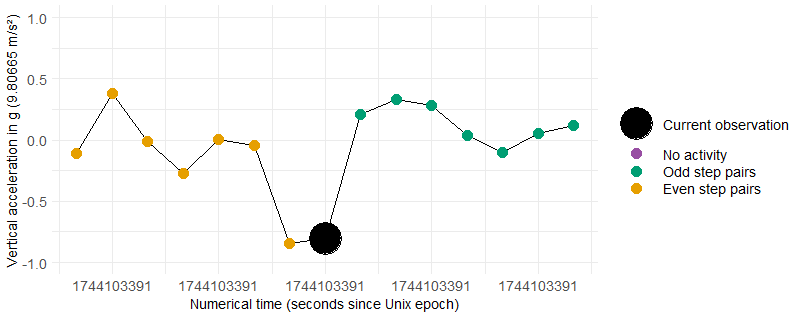 Vertical acceleration in g (9.80665 m/s²)
1.0
0.5
0.0
-0.5
-1.0
1744103391 1744103391 1744103391 1744103391 1744103391
Numerical time (seconds since Unix epoch)
Current observation
No activity
Odd step pairs
Even step pairs